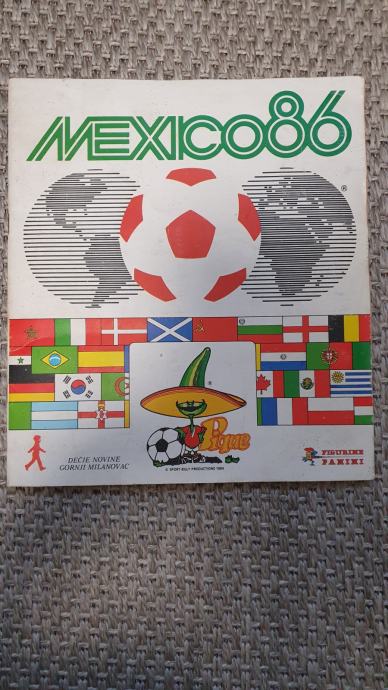 MEXICO86
®
®
Pique
© SPORT-BILLY PRODUCTIONS 1984
DEČJE NOVINE
GORNJI MILANOVAC
FIGURINE
PANINI